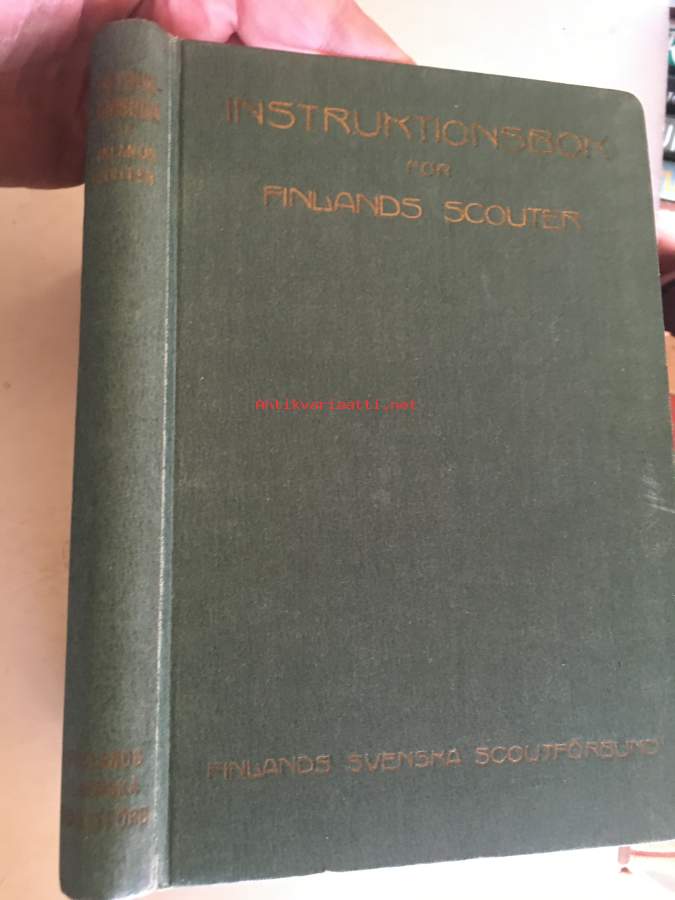 INSTRUKTIONSBOK
FÖR
FINLANDS SCOUTER
Antikvariaatti.net
FINLANDS SVENSKA SCOUTFÖRBUND